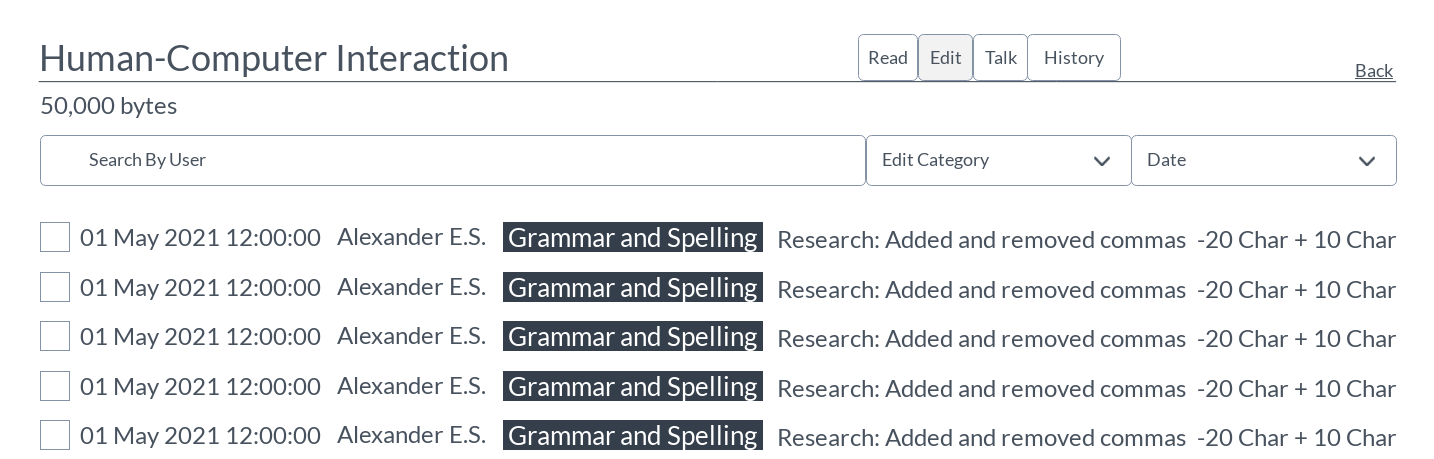 Human-Computer Interaction Read Edit Talk History Back
50,000 bytes
Search By User Edit Category Date
01 May 2021 12:00:00 Alexander E.S. Grammar and Spelling Research: Added and removed commas -20 Char + 10 Char
01 May 2021 12:00:00 Alexander E.S. Grammar and Spelling Research: Added and removed commas -20 Char + 10 Char
01 May 2021 12:00:00 Alexander E.S. Grammar and Spelling Research: Added and removed commas -20 Char + 10 Char
01 May 2021 12:00:00 Alexander E.S. Grammar and Spelling Research: Added and removed commas -20 Char + 10 Char
01 May 2021 12:00:00 Alexander E.S. Grammar and Spelling Research: Added and removed commas -20 Char + 10 Char